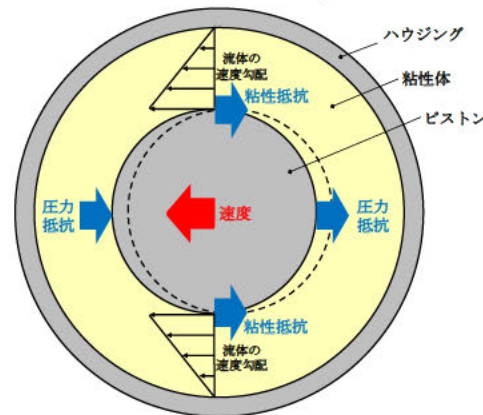 ハウジング
流体の
速度勾配
粘性抵抗
粘性体
ピストン
圧力
抵抗
速度
圧力
抵抗
粘性抵抗
流体の
速度勾配